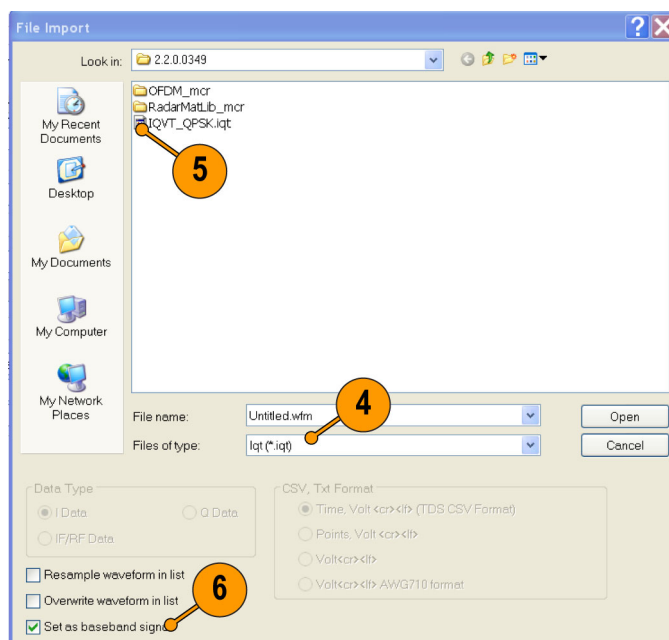 File Import
Look in: 2.2.0.0349
OFDM_mcr
RadarMatLib_mcr
IQVT_QPSK.iqt
5
My Recent
Documents
Desktop
My Documents
My Computer
My Network
Places
4
File name: Untitled.wfm Open
Files of type: Iqt (*.iqt) Cancel
Data Type
I Data Q Data
IF/RF Data
CSV, Txt Format
Time, Volt <cr><lf> (TDS CSV Format)
Points, Volt <cr><lf>
Volt<cr><lf>
Volt<cr><lf> AWG710 format
Resample waveform in list
Overwrite waveform in list
Set as baseband signa
6